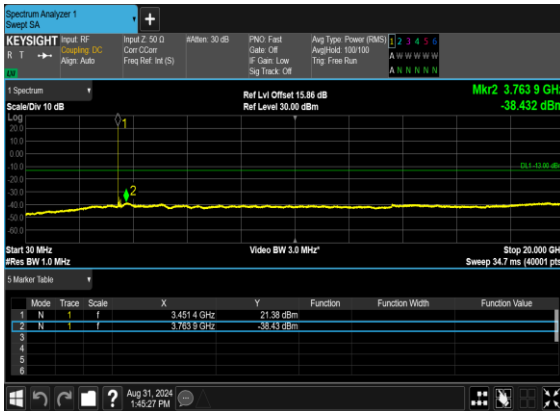 Spectrum Analyzer 1
Swept SA
KEYSIGHT Input: RF Input Z: 50 Ω #Atten: 30 dB PNO: Fast Avg Type: Power (RMS) 1 2 3 4 5 6
R T Coupling: DC Corr CCorr Gate: Off Avg|Hold: 100/100 A W W W W W
Align: Auto Freq Ref: Int (S) IF Gain: Low Trig: Free Run A N N N N N
LXI Sig Track: Off
1 Spectrum Mkr2 3.763 9 GHz
Scale/Div 10 dB Ref Lvl Offset 15.86 dB -38.432 dBm
Ref Level 30.00 dBm
Log
1
20.0
10.0
0.00
-10.0
DL1 -13.00 dBm
-20.0
-30.0
2
-40.0
-50.0
-60.0
Start 30 MHz Video BW 3.0 MHz* Stop 20.000 GHz
#Res BW 1.0 MHz Sweep 34.7 ms (40001 pts)
5 Marker Table
Mode Trace Scale X Y Function Function Width Function Value
1 N 1 f 3.451 4 GHz 21.38 dBm
2 N 1 f 3.763 9 GHz -38.43 dBm
3
4
5
6
? Aug 31, 2024
1:45:27 PM